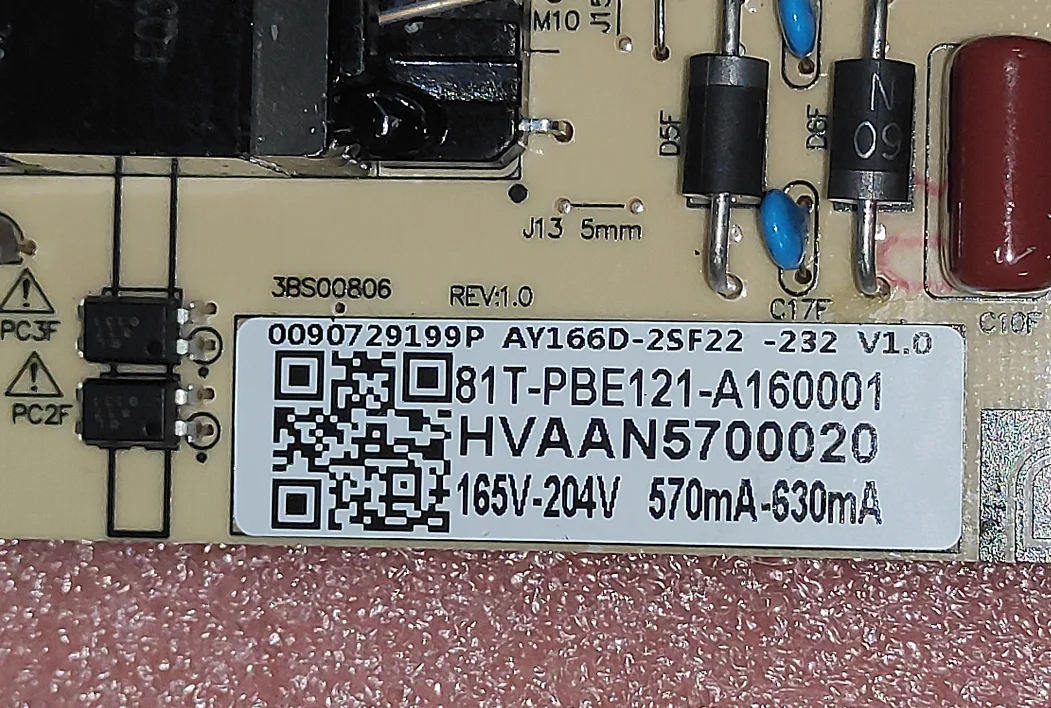 M10
J15
D5F
D6F
N
09
J13 5mm
3BS00806
REV:1.0
C17F
C10F
PC3F
PC2F
0090729199P AY166D-2SF22 -232 V1.0
81T-PBE121-A160001
HVAAN5700020
165V-204V 570mA-630mA